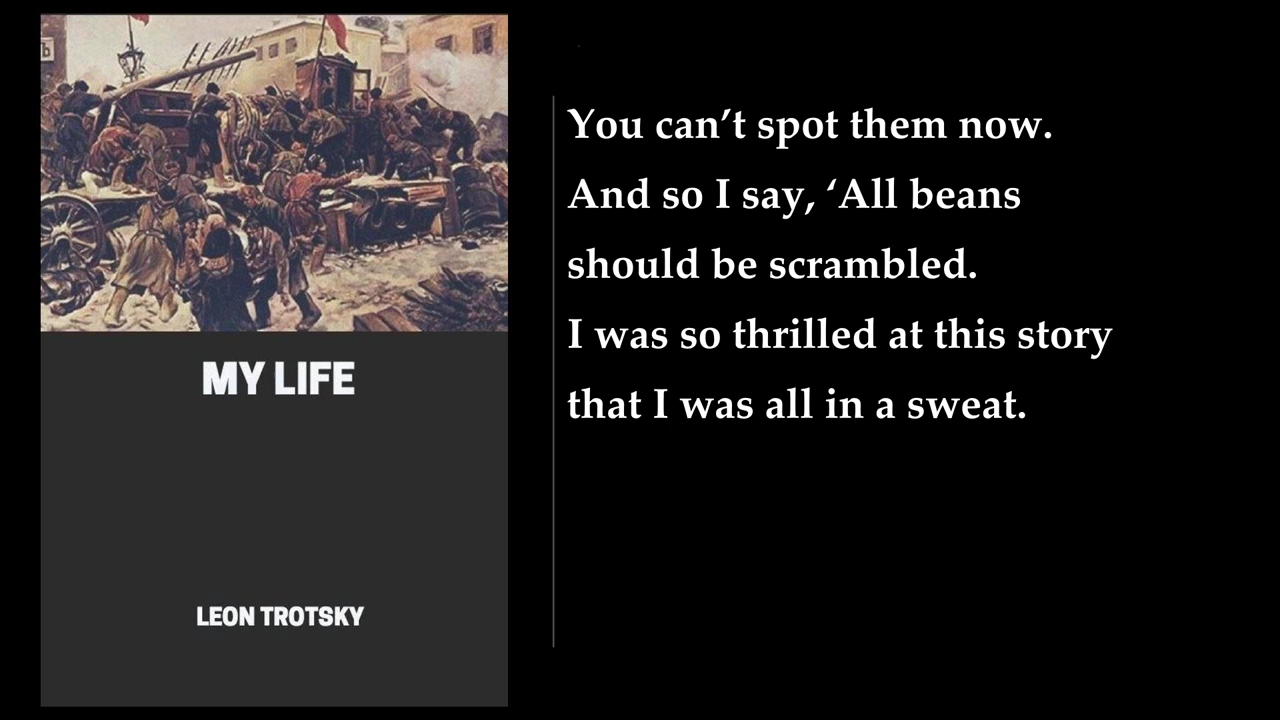 MY LIFE
LEON TROTSKY
You can’t spot them now.
And so I say, ‘All beans
should be scrambled.
I was so thrilled at this story
that I was all in a sweat.